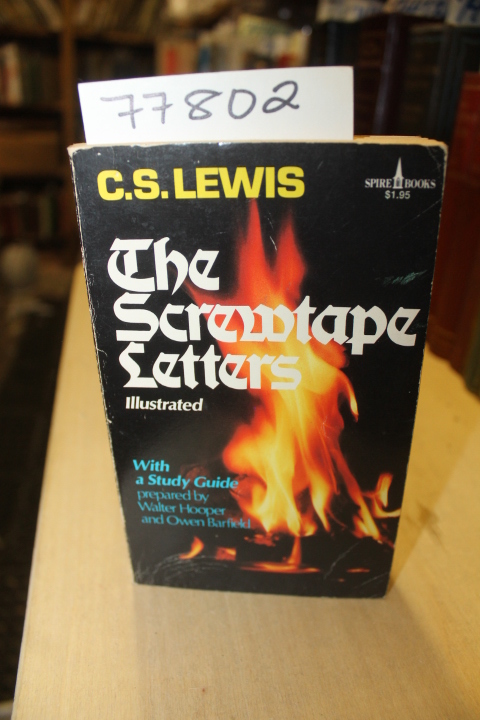 77802
C.S. LEWIS
SPIRE BOOKS
$1.95
The
Screwtape
Letters
Illustrated
With
a Study Guide
prepared by
Walter Hooper
and Owen Barfield